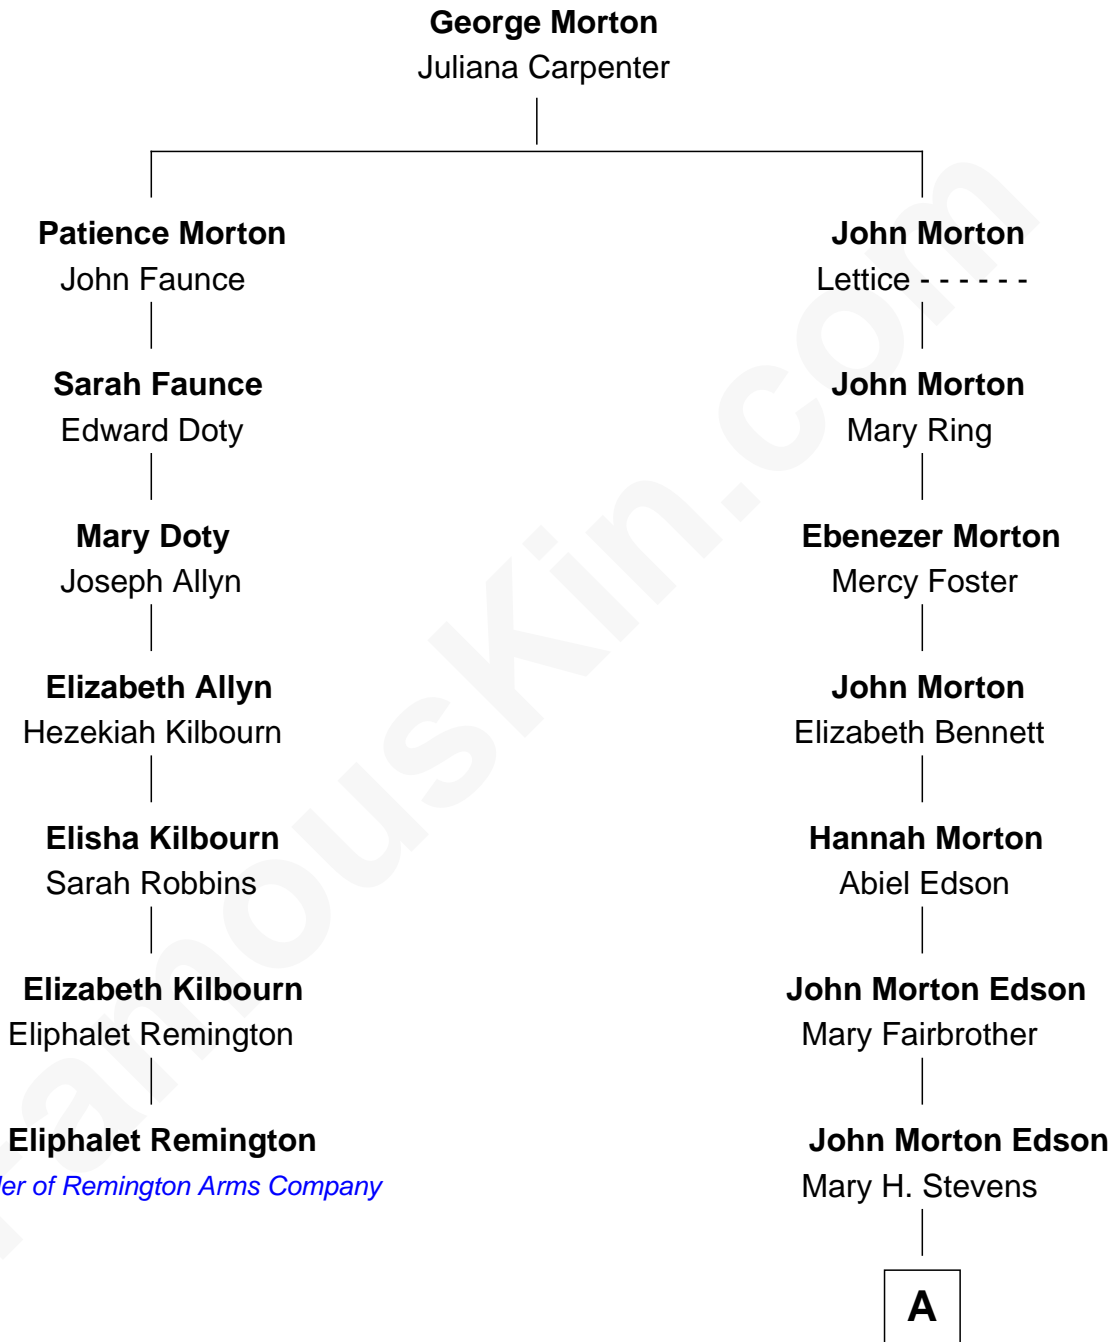 George Morton
Juliana Carpenter
Patience Morton
John Faunce
Sarah Faunce
Edward Doty
Mary Doty
Joseph Allyn
Elizabeth Allyn
Hezekiah Kilbourn
Elisha Kilbourn
Sarah Robbins
Elizabeth Kilbourn
Eliphalet Remington
Eliphalet Remington
of Remington Arms Company
John Morton
Lettice - - - - - -
John Morton
Mary Ring
Ebenezer Morton
Mercy Foster
John Morton
Elizabeth Bennett
Hannah Morton
Abiel Edson
John Morton Edson
Mary Fairbrother
John Morton Edson
Mary H. Stevens
A
FamousKin.com